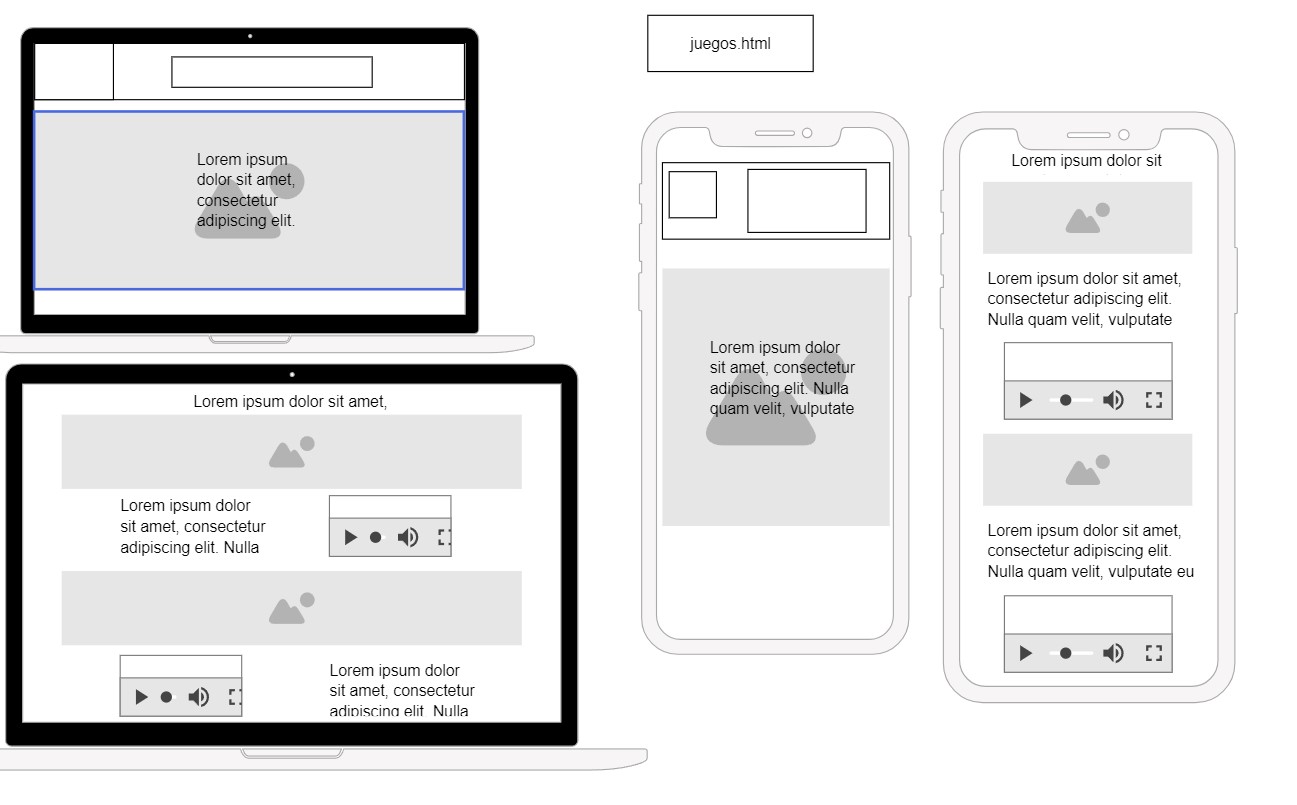 juegos.html
Lorem ipsum
dolor sit amet,
consectetur
adipiscing elit.
Lorem ipsum dolor sit amet,
Lorem ipsum dolor
sit amet, consectetur
adipiscing elit. Nulla
Lorem ipsum dolor
sit amet, consectetur
adipiscing elit. Nulla
Lorem ipsum dolor
sit amet, consectetur
adipiscing elit. Nulla
quam velit, vulputate
Lorem ipsum dolor sit
Lorem ipsum dolor sit amet,
consectetur adipiscing elit.
Nulla quam velit, vulputate
Lorem ipsum dolor sit amet,
consectetur adipiscing elit.
Nulla quam velit, vulputate eu